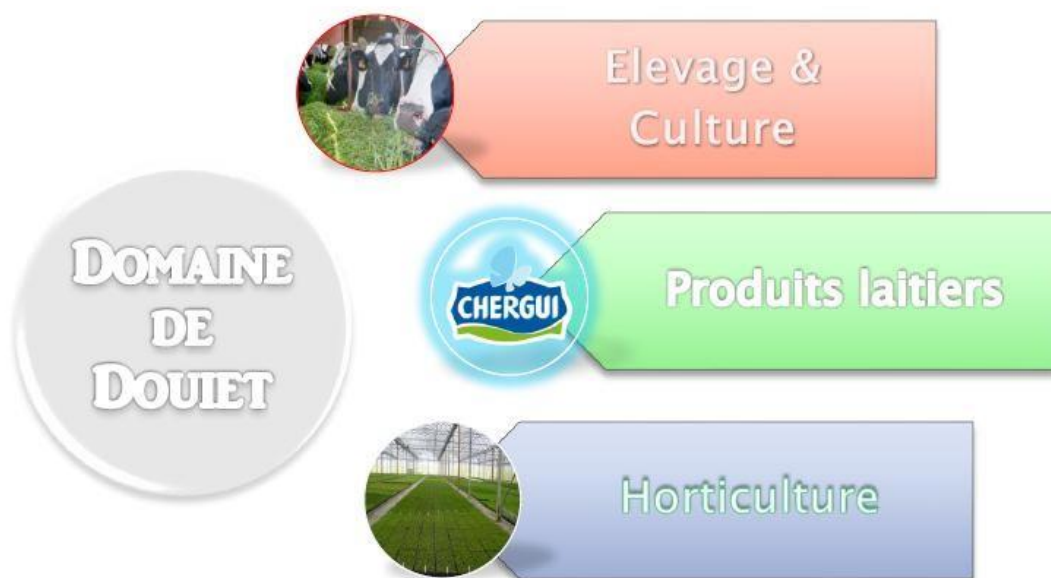 Elevage &
Culture
DOMAINE
DE
DOUIET
CHERGUI
Produits laitiers
Horticulture